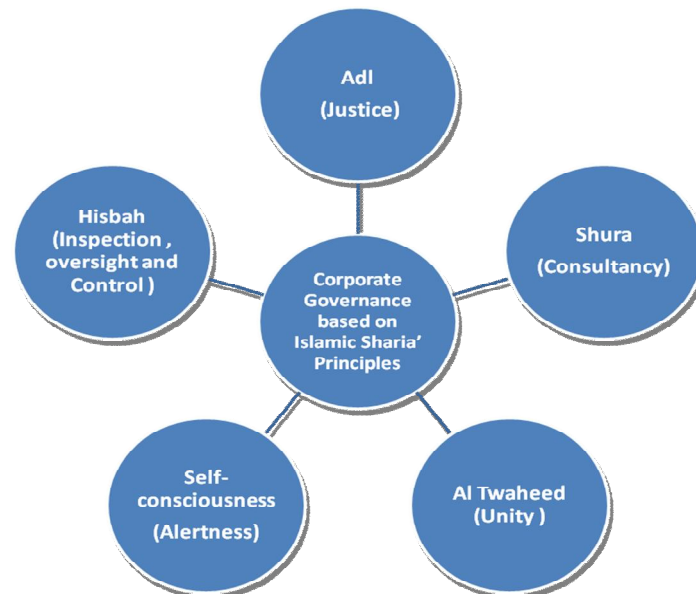 Adl
(Justice)
Hisbah
(Inspection ,
oversight and
Control )
Shura
(Consultancy)
Corporate
Governance
based on
Islamic Sharia'
Principles
Self-
consciousness
(Alertness)
Al Twaheed
(Unity )